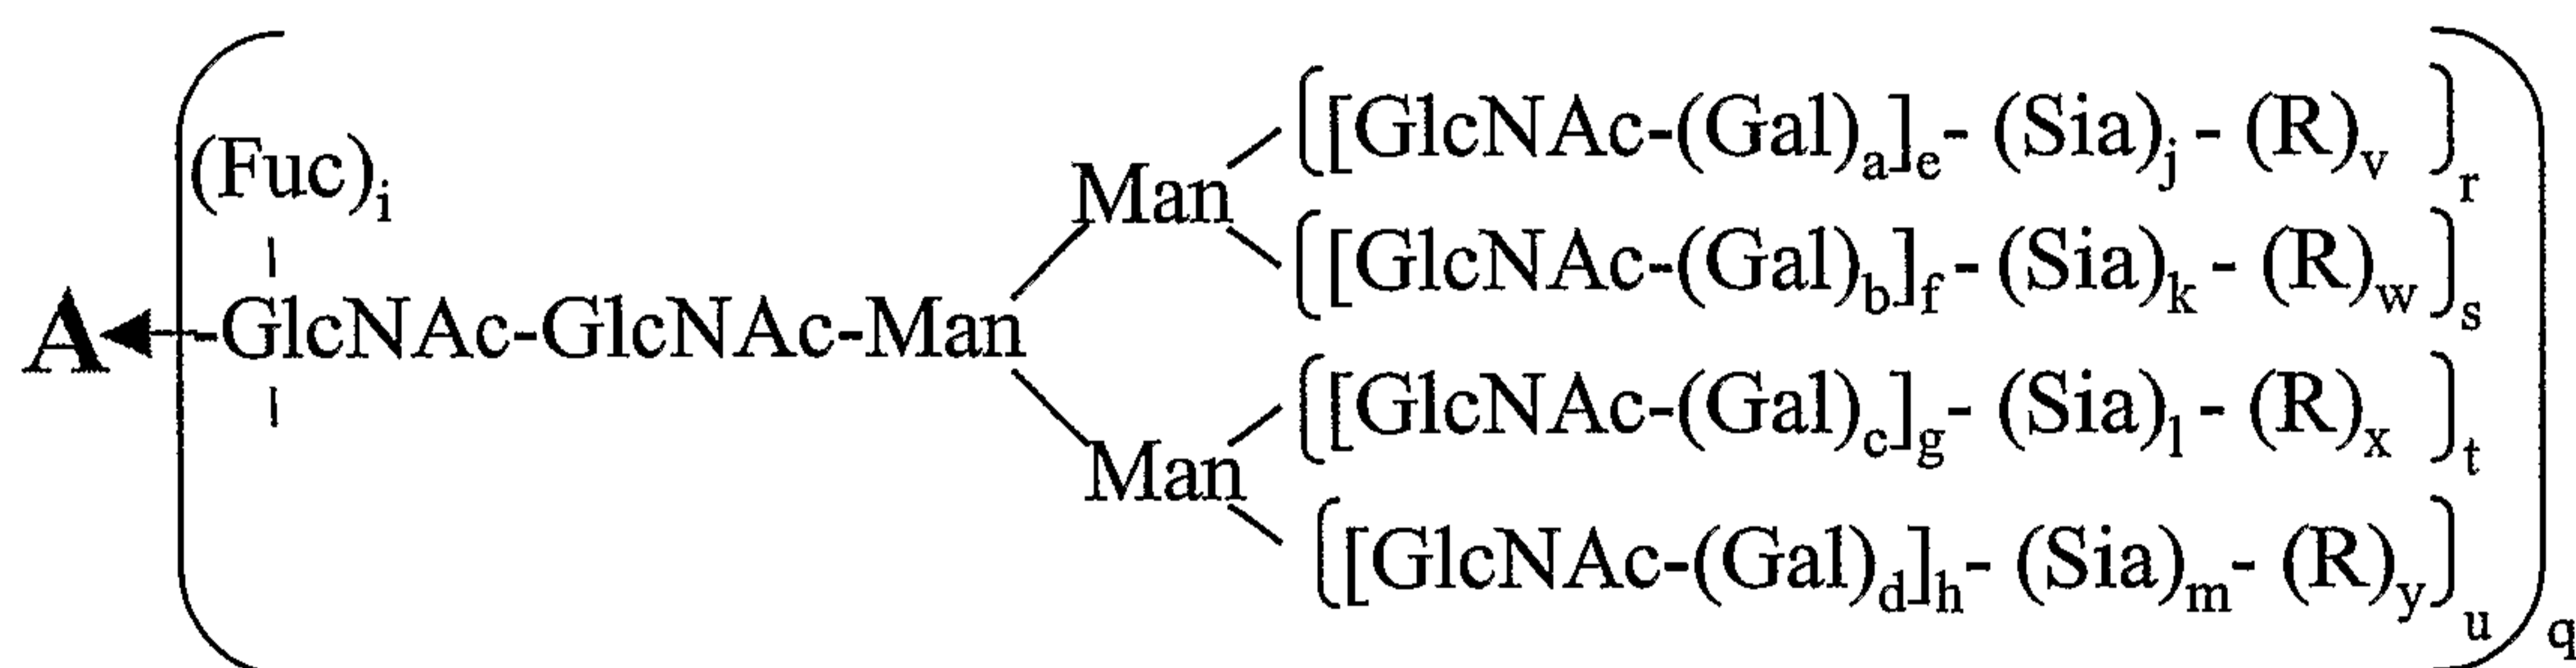 ([GlcNAc-(Gal)a]e- (Sia)j- (R)v)r
(Fuc)i
Man
([GlcNAc-(Gal)b]f- (Sia)k- (R)w)s
A -GlcNAc-GlcNAc-Man
([GlcNAc-(Gal)c]g- (Sia)l- (R)x)t
Man
([GlcNAc-(Gal)d]h- (Sia)m- (R)y)u
q